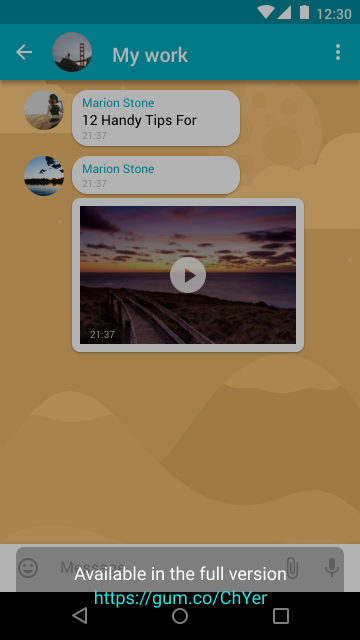 12:30
My work
Marion Stone
12 Handy Tips For
21:37
Marion Stone
21:37
21:37
Message
Available in the full version
https://gum.co/ChYer